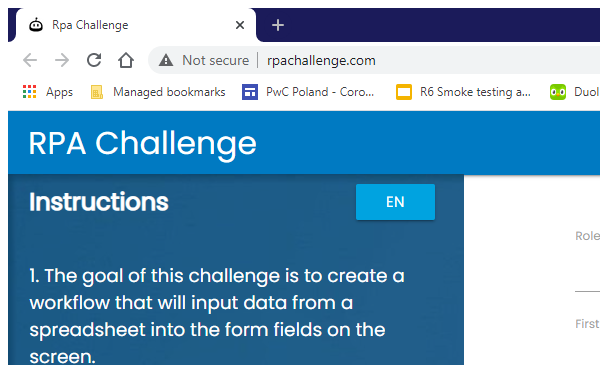 Rpa Challenge
Not secure | rpachallenge.com
Apps Managed bookmarks PwC Poland - Coro... R6 Smoke testing a... Duol
RPA Challenge
Instructions EN
Role
1. The goal of this challenge is to create a
workflow that will input data from a
spreadsheet into the form fields on the
First
screen.